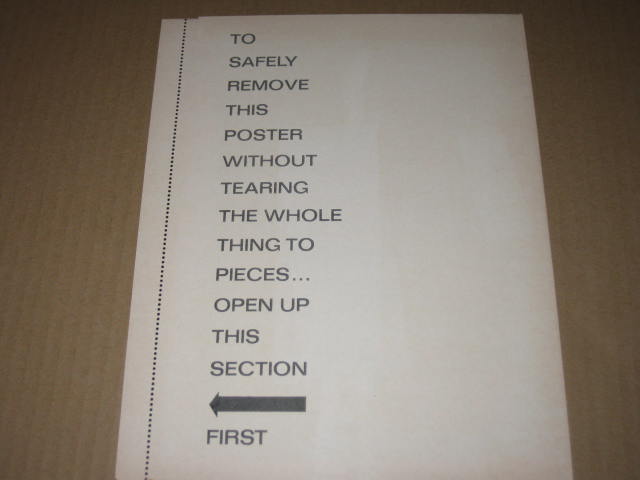 TO
SAFELY
REMOVE
THIS
POSTER
WITHOUT
TEARING
THE WHOLE
THING TO
PIECES...
OPEN UP
THIS
SECTION
FIRST